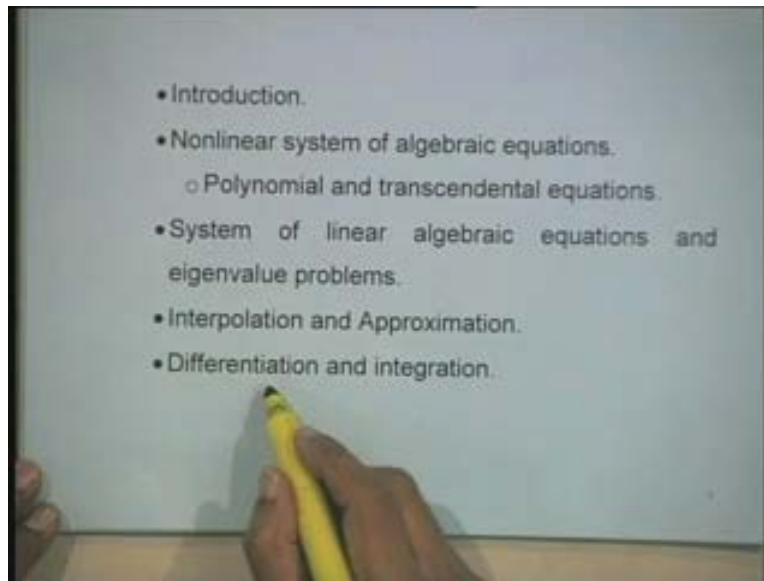 • Introduction.
• Nonlinear system of algebraic equations.
○ Polynomial and transcendental equations.
• System of linear algebraic equations and
eigenvalue problems.
• Interpolation and Approximation.
• Differentiation and integration.